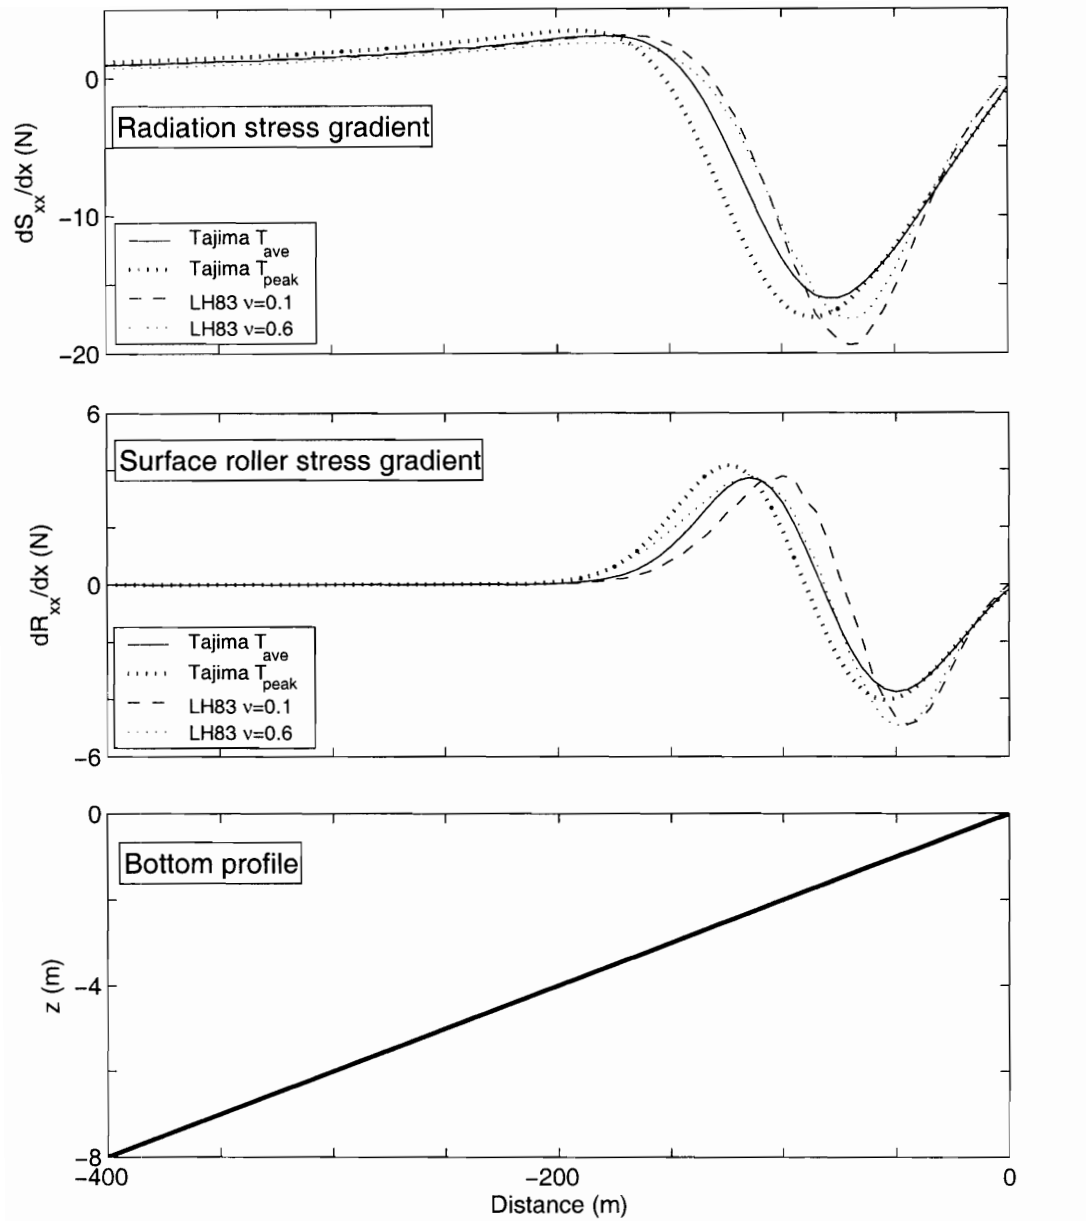 0
−10
−20
dS_xx/dx (N)
Radiation stress gradient
Tajima T_ave
Tajima T_peak
LH83 ν=0.1
LH83 ν=0.6
6
0
−6
dR_xx/dx (N)
Surface roller stress gradient
Tajima T_ave
Tajima T_peak
LH83 ν=0.1
LH83 ν=0.6
0
−4
−8
z (m)
Bottom profile
−400 −200 0
Distance (m)